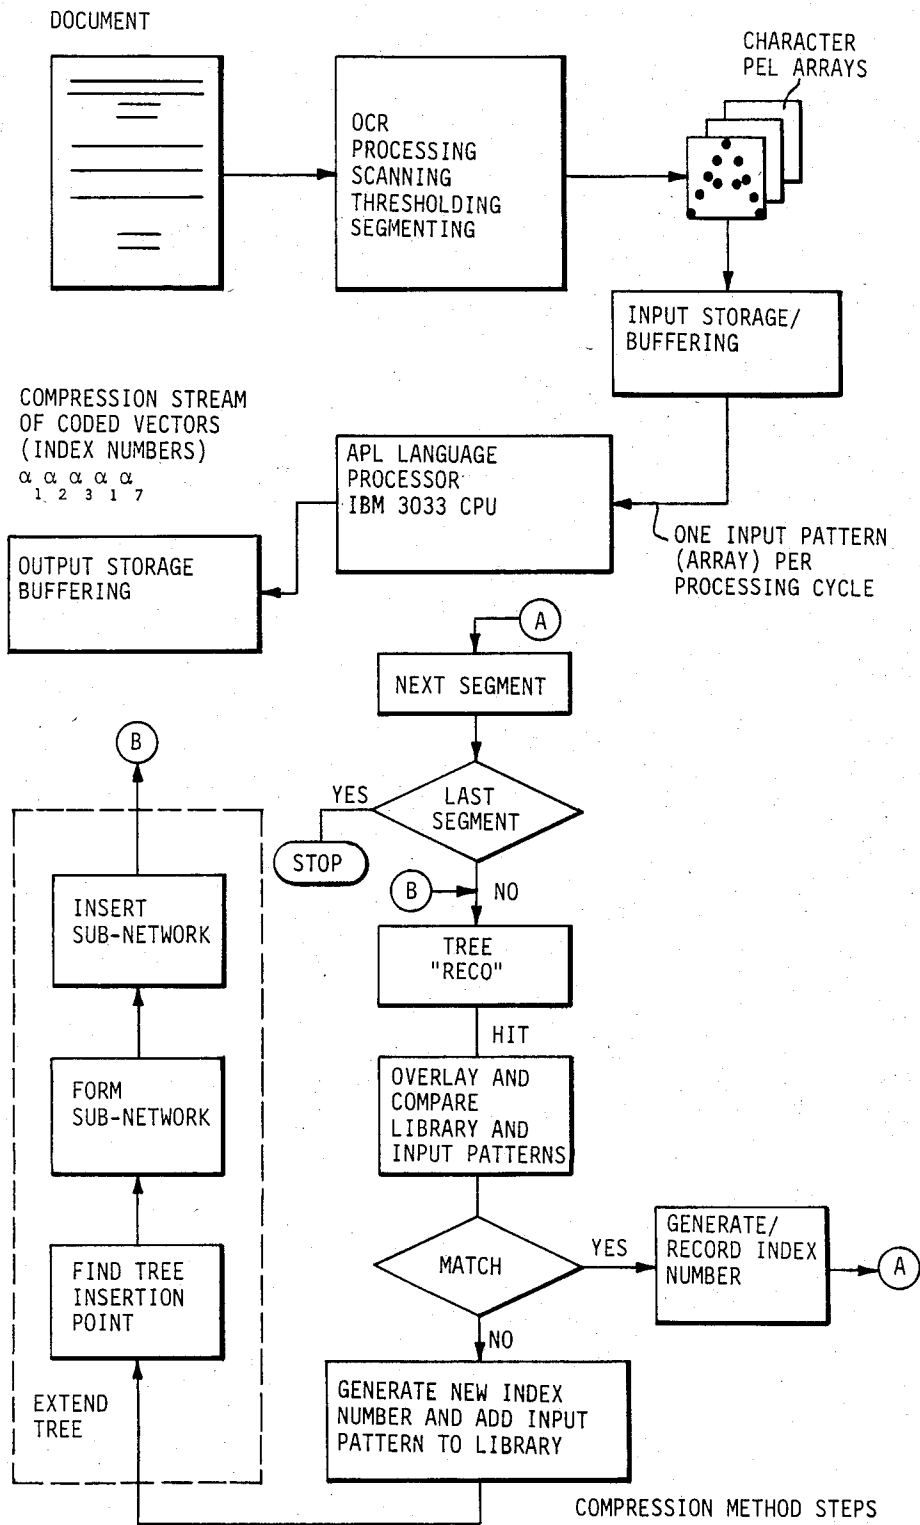 DOCUMENT
CHARACTER
PEL ARRAYS
OCR
PROCESSING
SCANNING
THRESHOLDING
SEGMENTING
INPUT STORAGE/
BUFFERING
COMPRESSION STREAM
OF CODED VECTORS
(INDEX NUMBERS)
α α α α α
1 2 3 1 7
APL LANGUAGE
PROCESSOR
IBM 3033 CPU
ONE INPUT PATTERN
(ARRAY) PER
PROCESSING CYCLE
OUTPUT STORAGE
BUFFERING
A
NEXT SEGMENT
B
YES
LAST
SEGMENT
STOP
B
NO
INSERT
SUB-NETWORK
TREE
"RECO"
HIT
FORM
SUB-NETWORK
OVERLAY AND
COMPARE
LIBRARY AND
INPUT PATTERNS
MATCH
YES
GENERATE/
RECORD INDEX
NUMBER
A
FIND TREE
INSERTION
POINT
NO
EXTEND
TREE
GENERATE NEW INDEX
NUMBER AND ADD INPUT
PATTERN TO LIBRARY
COMPRESSION METHOD STEPS